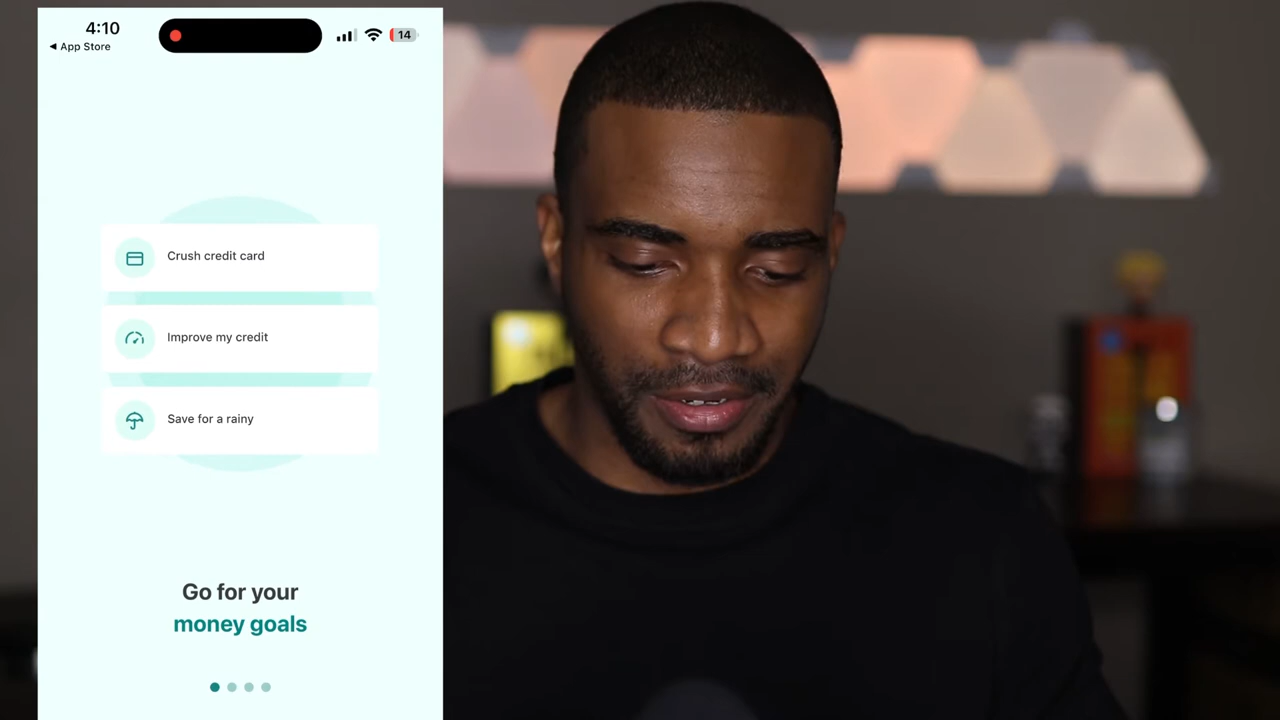 4:10
◀ App Store
14
Crush credit card
Improve my credit
Save for a rainy
Go for your
money goals